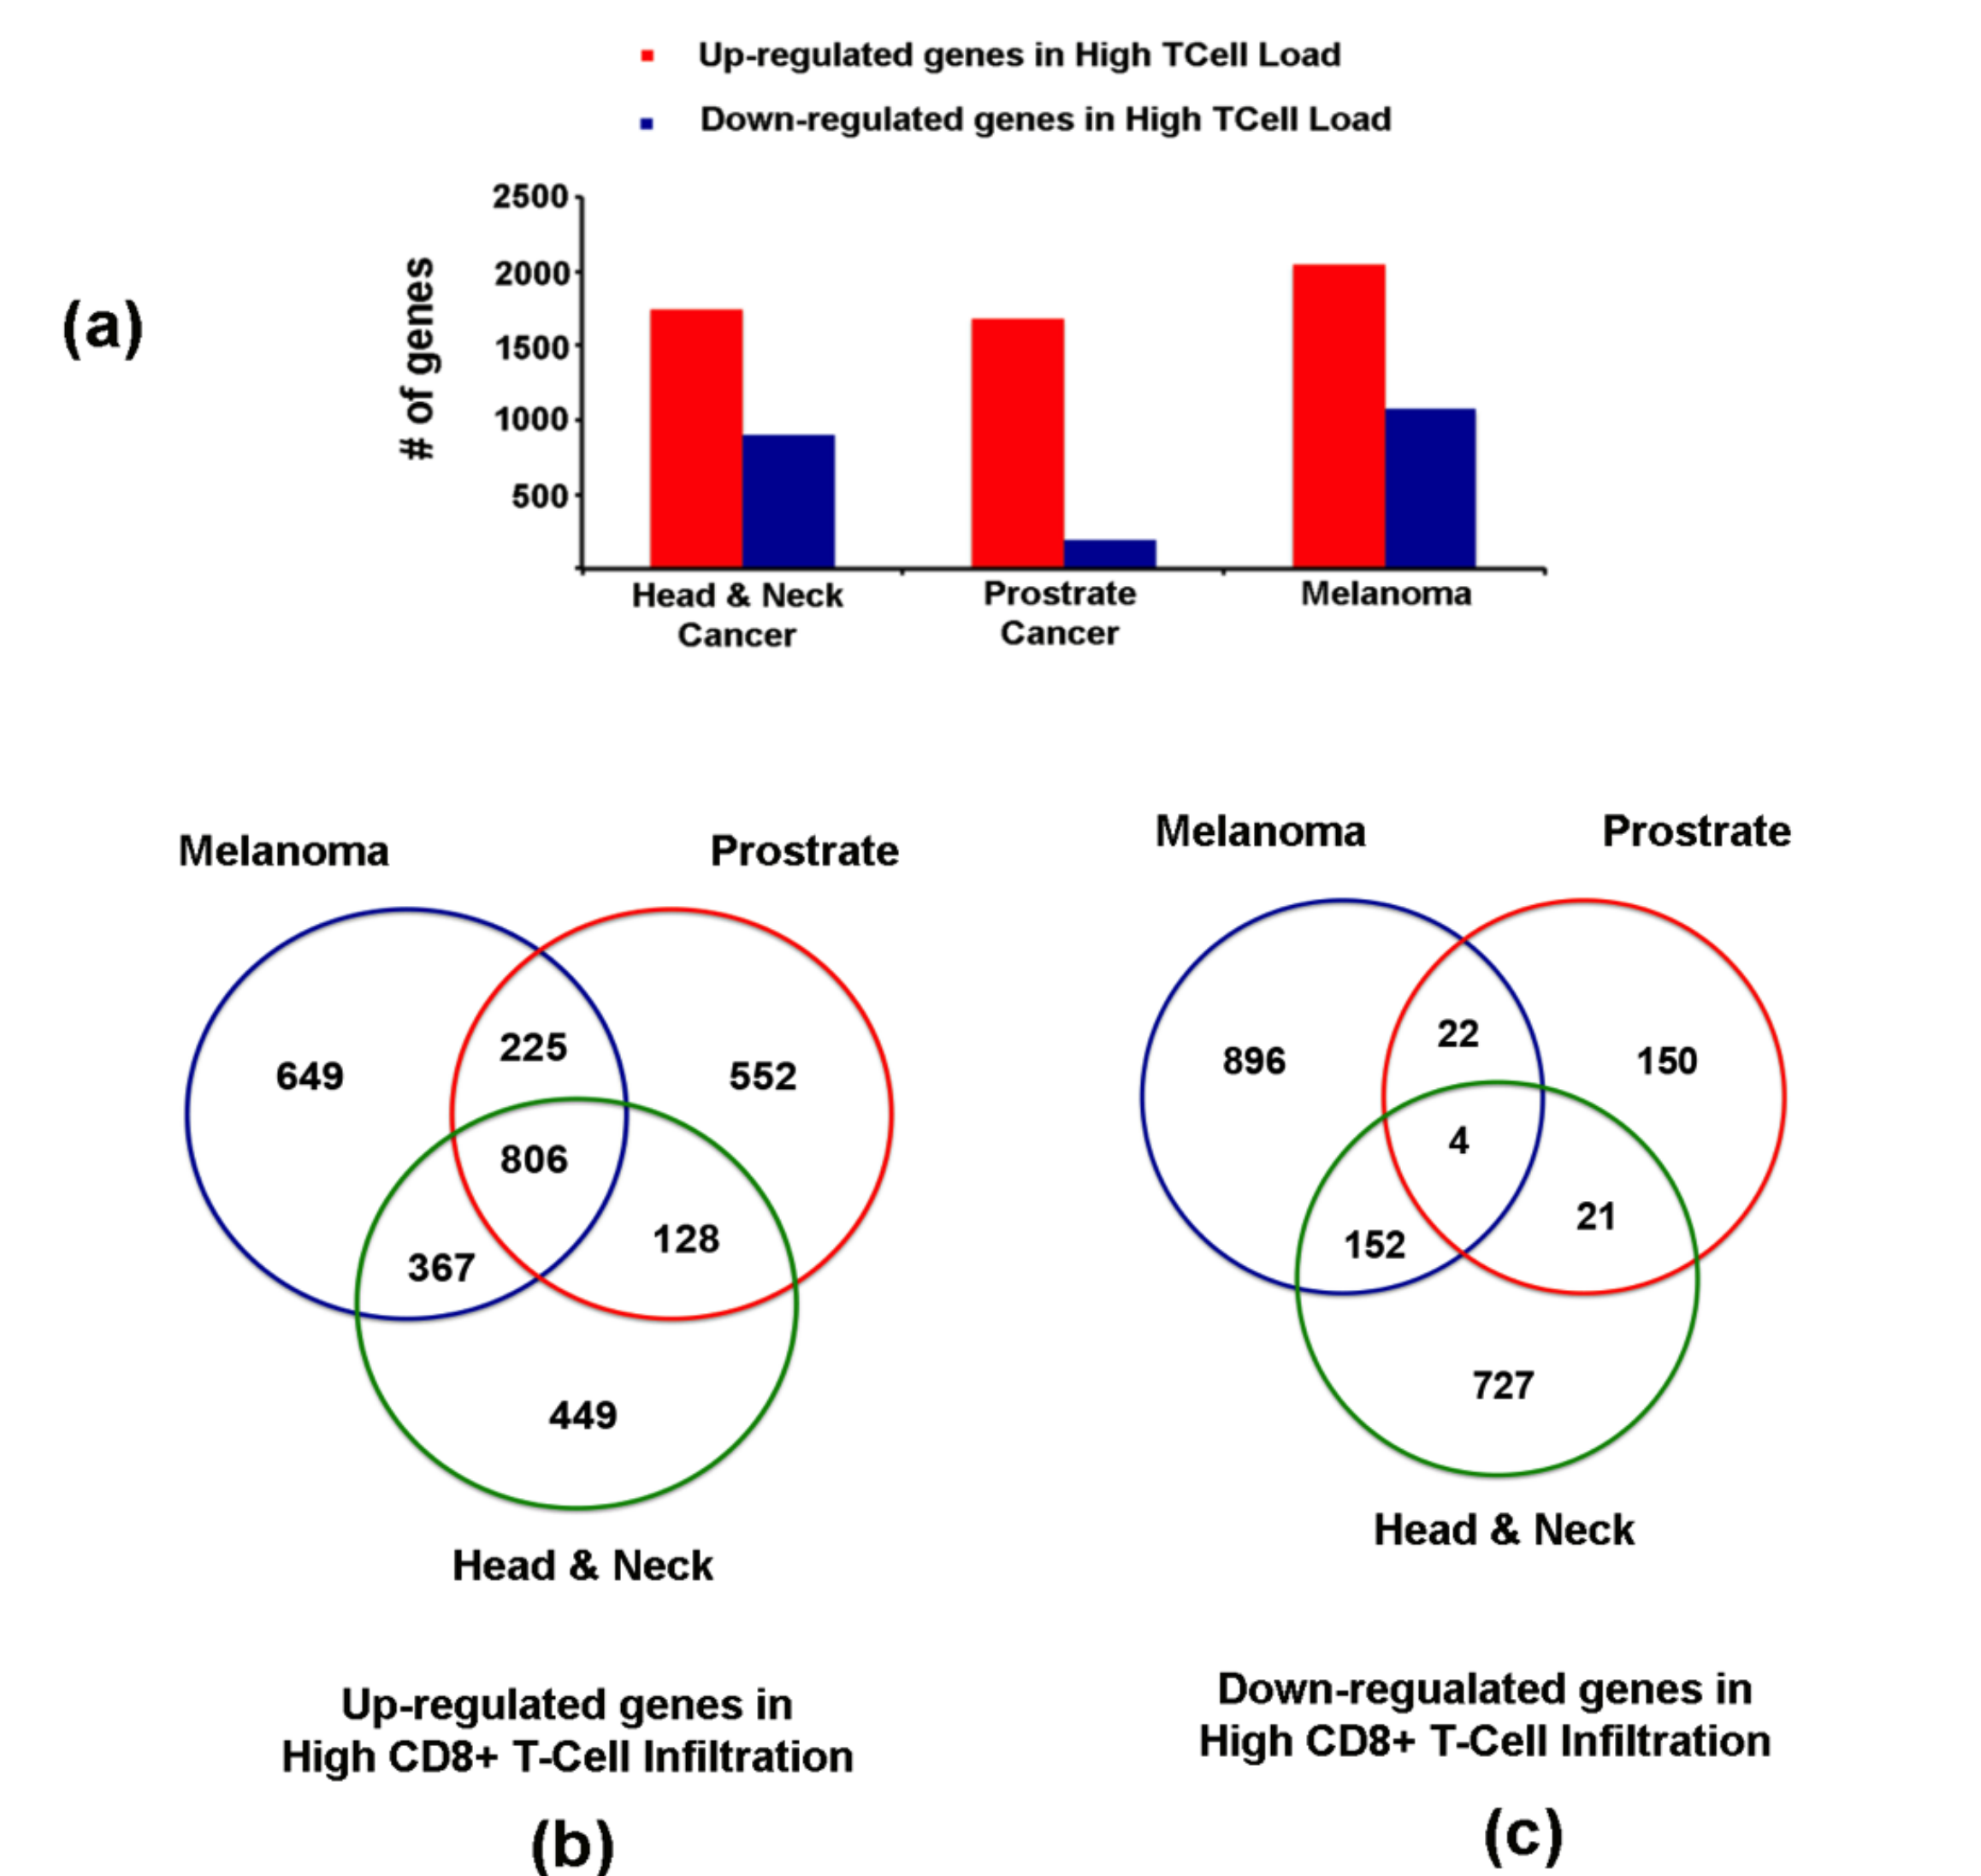 Up-regulated genes in High TCell Load
Down-regulated genes in High TCell Load
(a)
# of genes
2500
2000
1500
1000
500
Head & Neck
Cancer
Prostrate
Cancer
Melanoma
Melanoma
Prostrate
649
225
552
806
367
128
449
Head & Neck
Up-regulated genes in
High CD8+ T-Cell Infiltration
(b)
Melanoma
Prostrate
896
22
150
4
152
21
727
Head & Neck
Down-regualated genes in
High CD8+ T-Cell Infiltration
(c)